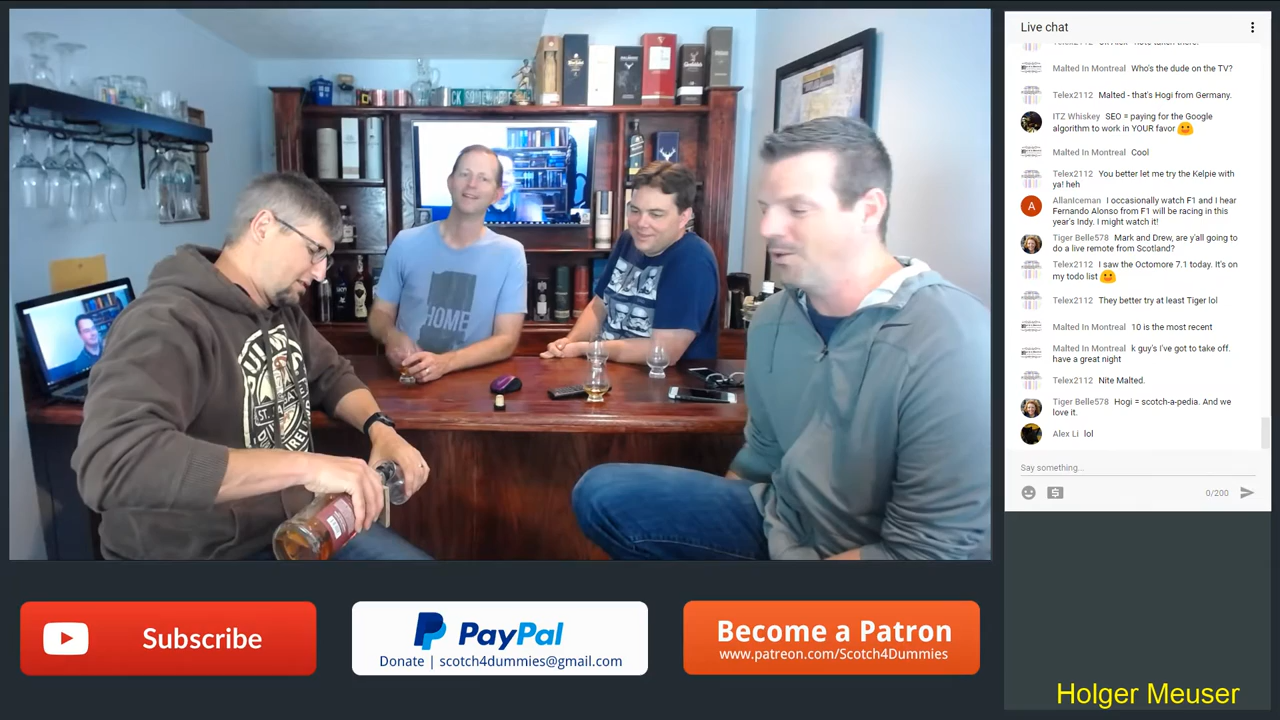 HOME
Subscribe
PayPal
Donate | scotch4dummies@gmail.com
Become a Patron
www.patreon.com/Scotch4Dummies
Live chat
Malted In Montreal Who's the dude on the TV?
Telex2112 Malted - that's Hogi from Germany.
ITZ Whiskey SEO = paying for the Google
algorithm to work in YOUR favor
Malted In Montreal Cool
Telex2112 You better let me try the Kelpie with
ya! heh
A
AllanIceman I occasionally watch F1 and I hear
Fernando Alonso from F1 will be racing in this
year's Indy. I might watch it!
Tiger Belle578 Mark and Drew, are y'all going to
do a live remote from Scotland?
Telex2112 I saw the Octomore 7.1 today. It's on
my todo list
Telex2112 They better try at least Tiger lol
Malted In Montreal 10 is the most recent
Malted In Montreal k guy's I've got to take off.
have a great night
Telex2112 Nite Malted.
Tiger Belle578 Hogi = scotch-a-pedia. And we
love it.
Alex Li lol
Say something...
0/200
Holger Meuser